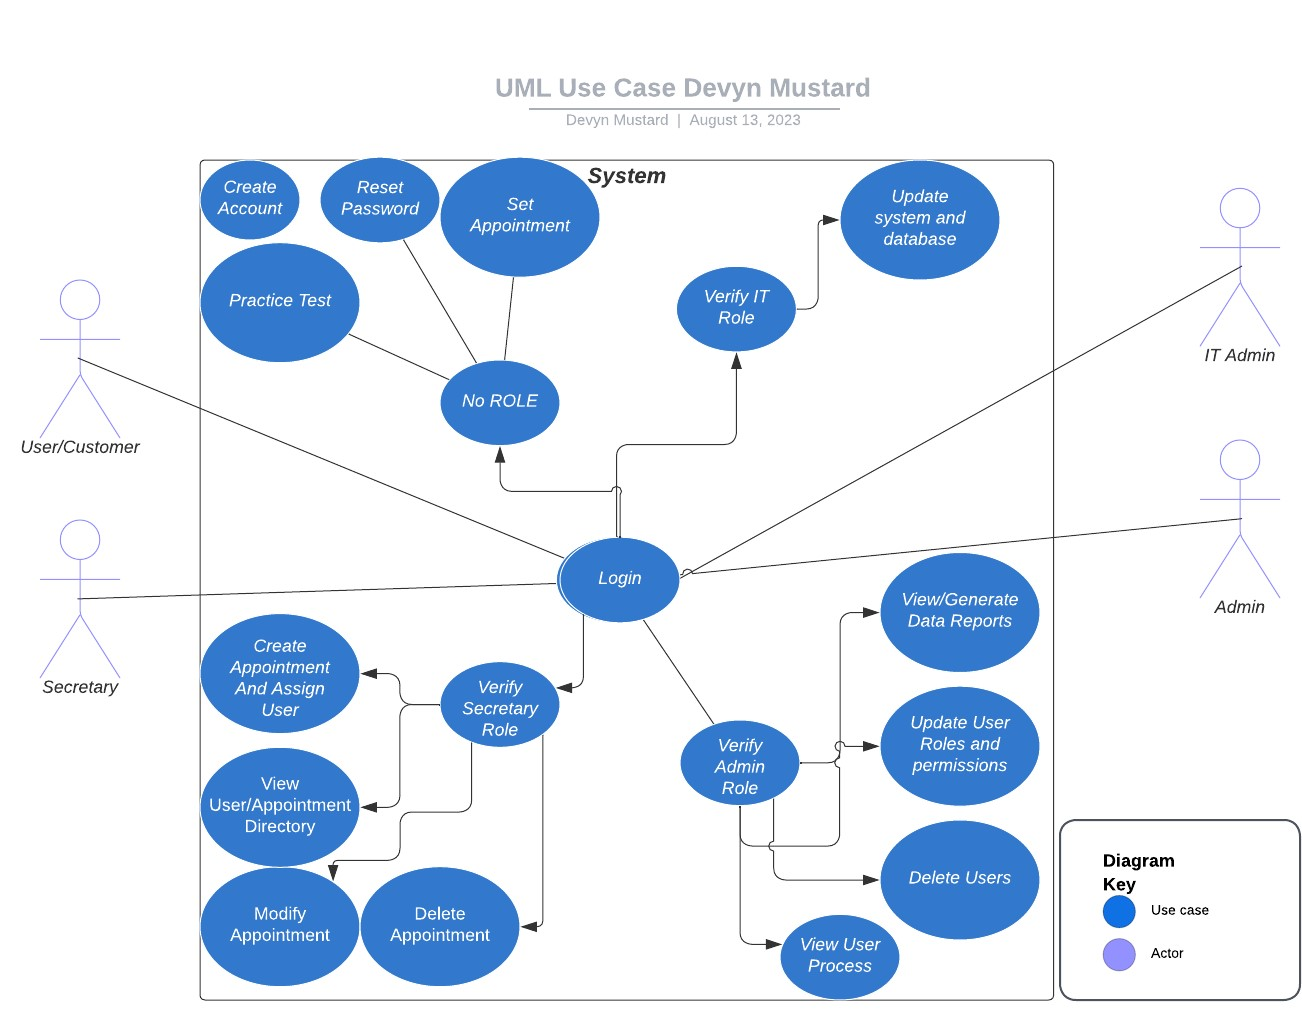 UML Use Case Devyn Mustard
Devyn Mustard | August 13, 2023
System
Create
Account
Reset
Password
Set
Appointment
Update
system and
database
Practice Test
Verify IT
Role
No ROLE
User/Customer
IT Admin
Login
Secretary
Admin
View/Generate
Data Reports
Create
Appointment
And Assign
User
Verify
Secretary
Role
Verify
Admin
Role
Update User
Roles and
permissions
View
User/Appointment
Directory
Delete Users
Modify
Appointment
Delete
Appointment
View User
Process
Diagram
Key
Use case
Actor